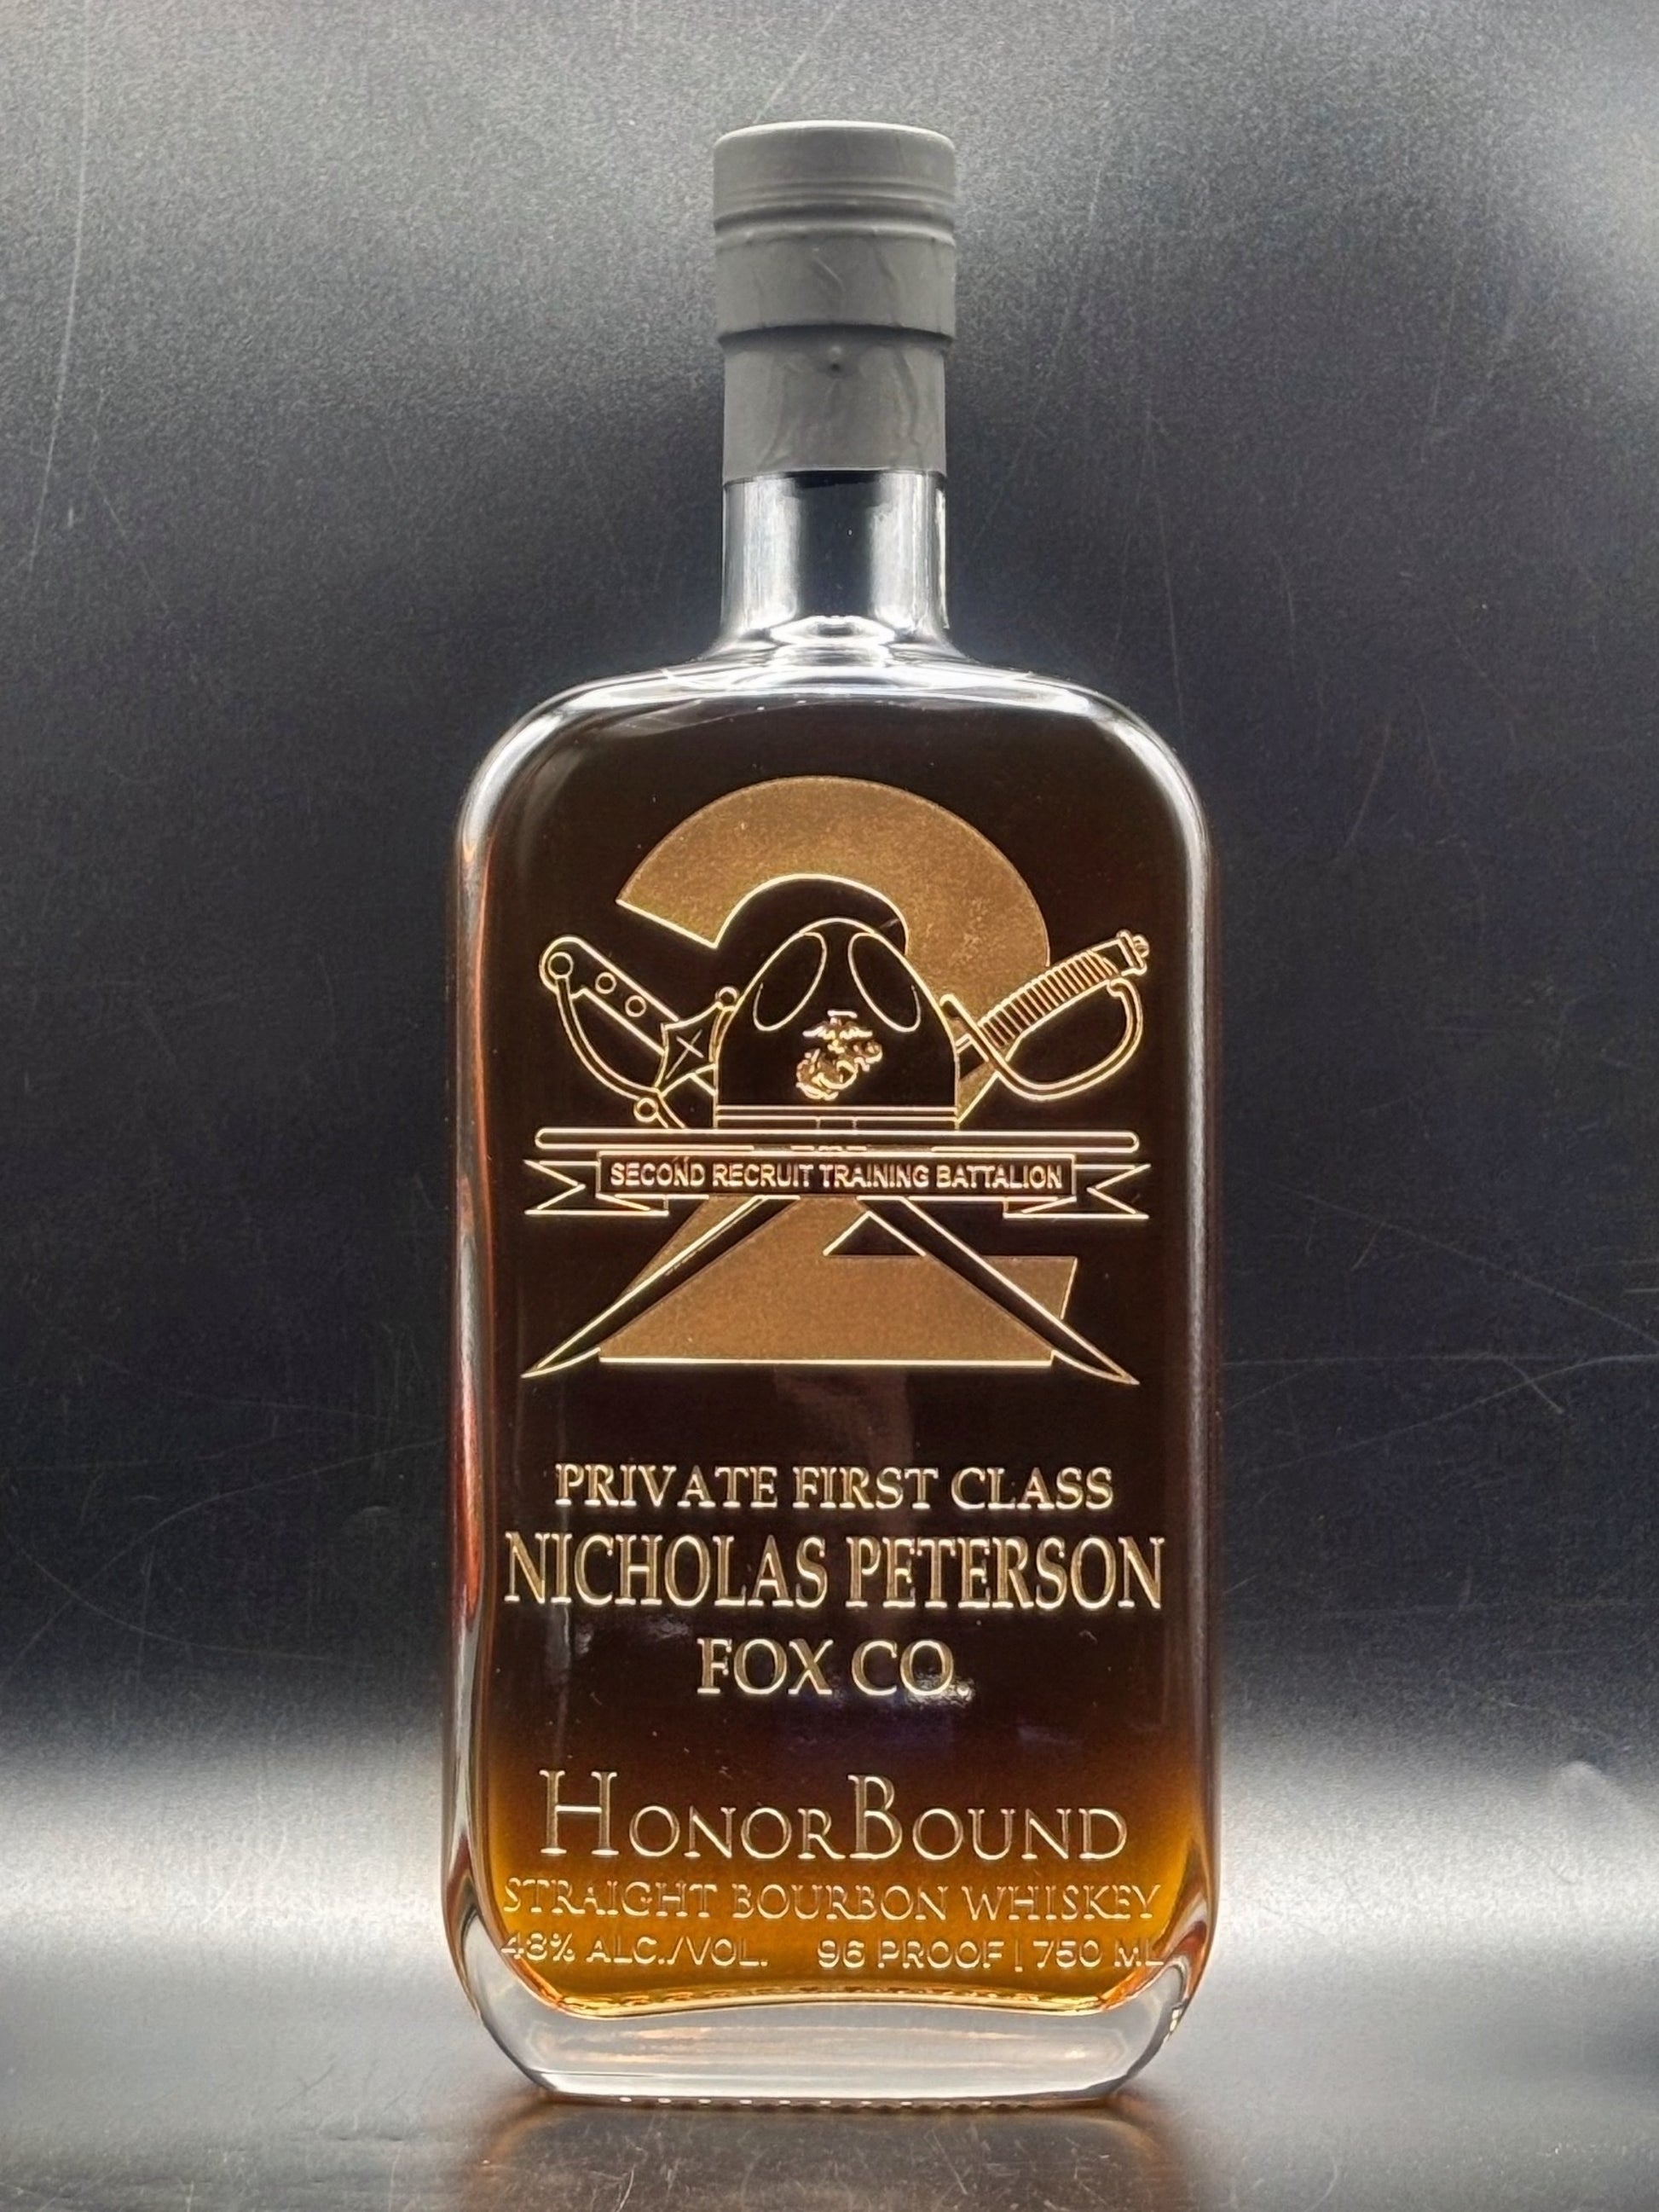 2
SECOND RECRUIT TRAINING BATTALION
PRIVATE FIRST CLASS
NICHOLAS PETERSON
FOX CO.
HONORBOUND
STRAIGHT BOURBON WHISKEY
48% ALC./VOL. 96 PROOF | 750 ML